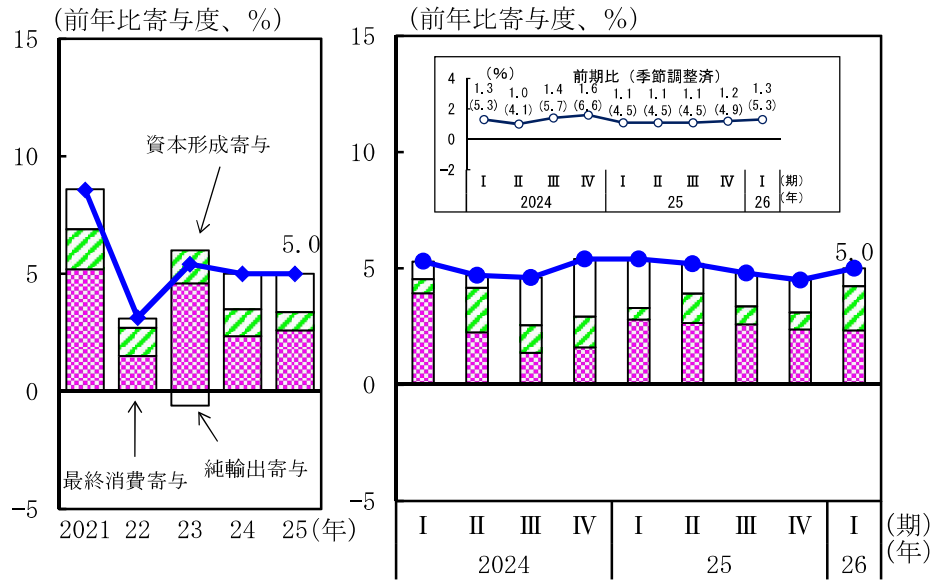 (前年比寄与度、%)
15
10
5
0
−5
資本形成寄与
5.0
最終消費寄与
純輸出寄与
2021 22 23 24 25(年)
(前年比寄与度、%)
15
10
5
0
−5
(%)
前期比(季節調整済)
4
2
0
−2
1.3 1.0 1.4 1.6 1.1 1.1 1.1 1.2 1.3
(5.3) (4.1) (5.7) (6.6) (4.5) (4.5) (4.5) (4.9) (5.3)
Ⅰ Ⅱ Ⅲ Ⅳ Ⅰ Ⅱ Ⅲ Ⅳ Ⅰ (期)
2024 25 26 (年)
5.0
Ⅰ Ⅱ Ⅲ Ⅳ Ⅰ Ⅱ Ⅲ Ⅳ Ⅰ (期)
2024 25 26 (年)